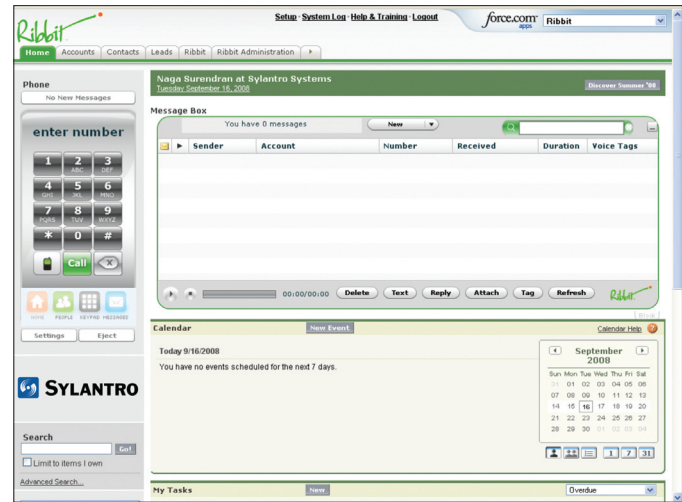 Ribbit
Setup · System Log · Help & Training · Logout
force.com
apps
Ribbit
Home Accounts Contacts Leads Ribbit Ribbit Administration
Phone
No New Messages
enter number
1 2 3
ABC DEF
4 5 6
GHI JKL MNO
7 8 9
PQRS TUV WXYZ
* 0 #
Call
HOME PEOPLE KEYPAD MESSAGES
Settings Eject
SYLANTRO
Search
Go!
Limit to items I own
Advanced Search...
Naga Surendran at Sylantro Systems
Tuesday September 16, 2008
Discover Summer '08
Message Box
You have 0 messages New
Sender Account Number Received Duration Voice Tags
00:00/00:00 Delete Text Reply Attach Tag Refresh Ribbit
Calendar New Event Calendar Help
Today 9/16/2008
You have no events scheduled for the next 7 days.
September
2008
Sun Mon Tue Wed Thu Fri Sat
31 01 02 03 04 05 06
07 08 09 10 11 12 13
14 15 16 17 18 19 20
21 22 23 24 25 26 27
28 29 30 01 02 03 04
1 7 31
My Tasks New Overdue